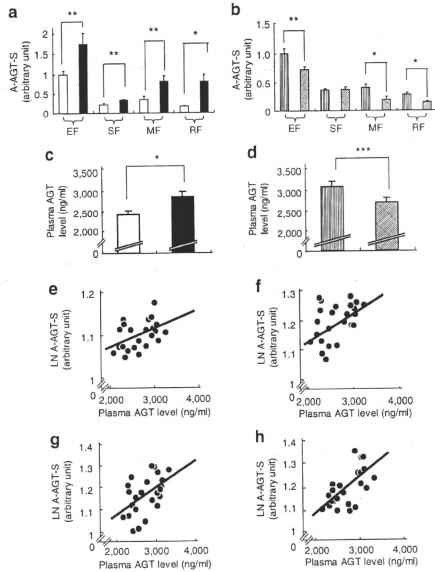 a
A-AGT-S
(arbitrary unit)
2
1.5
1
0.5
0
**
**
**
*
EF SF MF RF
b
A-AGT-S
(arbitrary unit)
1.5
1.0
0.5
0
**
*
*
EF SF MF RF
c
Plasma AGT
level (ng/ml)
3,500
3,000
2,500
2,000
0
*
d
Plasma AGT
level (ng/ml)
3,500
3,000
2,500
2,000
0
***
e
LN A-AGT-S
(arbitrary unit)
1.2
1.1
1
0
2,000 3,000 4,000
Plasma AGT level (ng/ml)
f
LN A-AGT-S
(arbitrary unit)
1.3
1.2
1.1
1
0
2,000 3,000 4,000
Plasma AGT level (ng/ml)
g
LN A-AGT-S
(arbitrary unit)
1.4
1.3
1.2
1.1
1
0
2,000 3,000 4,000
Plasma AGT level (ng/ml)
h
LN A-AGT-S
(arbitrary unit)
1.4
1.3
1.2
1.1
1
0
2,000 3,000 4,000
Plasma AGT level (ng/ml)